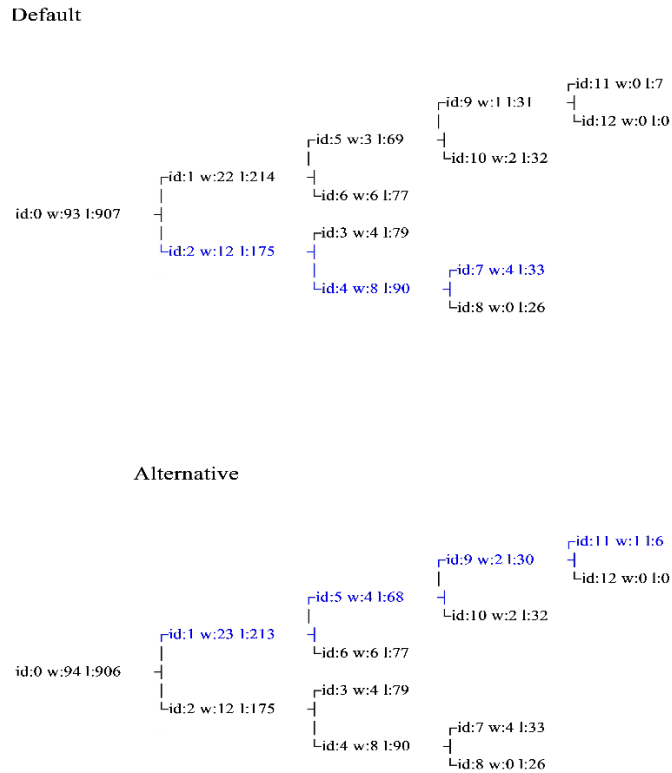 Default
id:11 w:0 l:7
id:9 w:1 l:31
id:12 w:0 l:0
id:5 w:3 l:69
id:10 w:2 l:32
id:1 w:22 l:214
id:6 w:6 l:77
id:0 w:93 l:907
id:3 w:4 l:79
id:2 w:12 l:175
id:7 w:4 l:33
id:4 w:8 l:90
id:8 w:0 l:26
Alternative
id:11 w:1 l:6
id:9 w:2 l:30
id:12 w:0 l:0
id:5 w:4 l:68
id:10 w:2 l:32
id:1 w:23 l:213
id:6 w:6 l:77
id:0 w:94 l:906
id:3 w:4 l:79
id:2 w:12 l:175
id:7 w:4 l:33
id:4 w:8 l:90
id:8 w:0 l:26